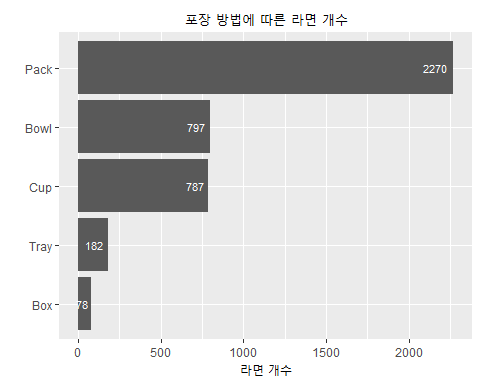 포장 방법에 따른 라면 개수
Pack
2270
Bowl
797
Cup
787
Tray
182
Box
78
0 500 1000 1500 2000
라면 개수